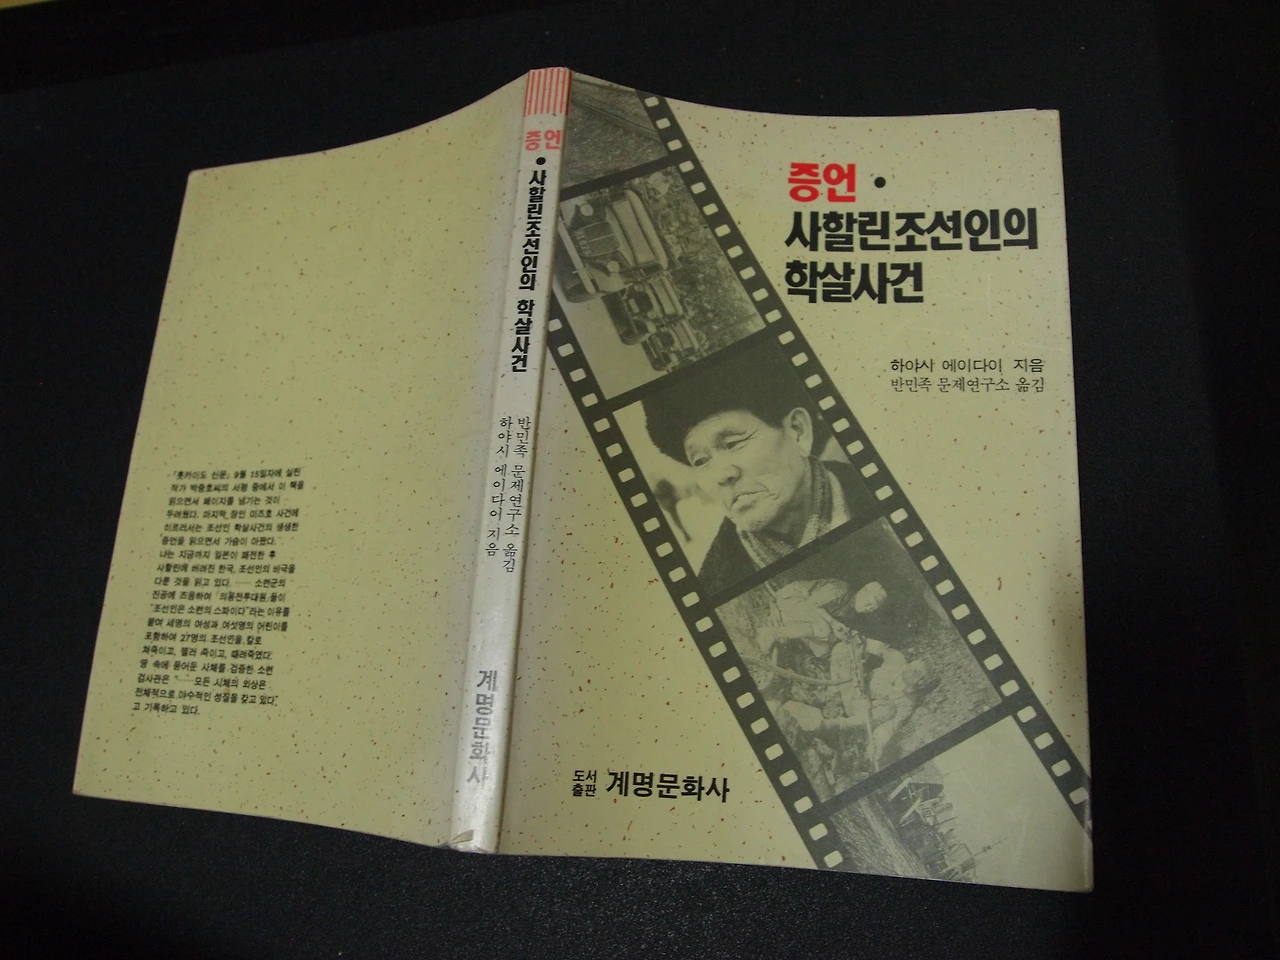 증언 •
사할린조선인의
학살사건
하야사 에이다이 지음
반민족 문제연구소 옮김
도서
출판 계명문화사
증언 • 사할린조선인의 학살사건
반민족 문제연구소 옮김
하야시 에이다이 지음
계명문화사
『홋카이도 신문』 9월 15일자에 실린
작가 박중호씨의 서평 중에서 이 책을
읽으면서 페이지를 넘기는 것이
두려웠다. 마지막 장인 미즈호 사건에
이르러서는 조선인 학살사건의 생생한
증언을 읽으면서 가슴이 아팠다.
나는 지금까지 일본이 패전한 후
사할린에 버려진 한국, 조선인의 비극을
다룬 것을 읽고 있다. ── 소련군의
진공에 즈음하여 「의용전투대원」들이
"조선인은 소련의 스파이다"라는 이유를
붙여 세명의 여성과 여섯명의 어린이를
포함하여 27명의 조선인을 칼로
쳐죽이고, 찔러 죽이고, 때려죽였다.
땅 속에 묻어둔 사체를 검증한 소련
검사관은 "── 모든 시체의 외상은
전체적으로 야수적인 성질을 갖고 있다"
고 기록하고 있다.